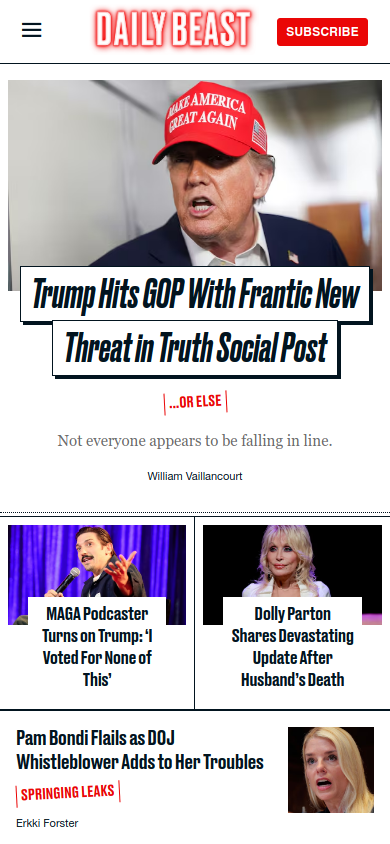 DAILY BEAST
SUBSCRIBE
MAKE AMERICA
GREAT AGAIN
Trump Hits GOP With Frantic New
Threat in Truth Social Post
...OR ELSE
Not everyone appears to be falling in line.
William Vaillancourt
MAGA Podcaster
Turns on Trump: ‘I
Voted For None of
This’
Dolly Parton
Shares Devastating
Update After
Husband’s Death
Pam Bondi Flails as DOJ
Whistleblower Adds to Her Troubles
SPRINGING LEAKS
Erkki Forster